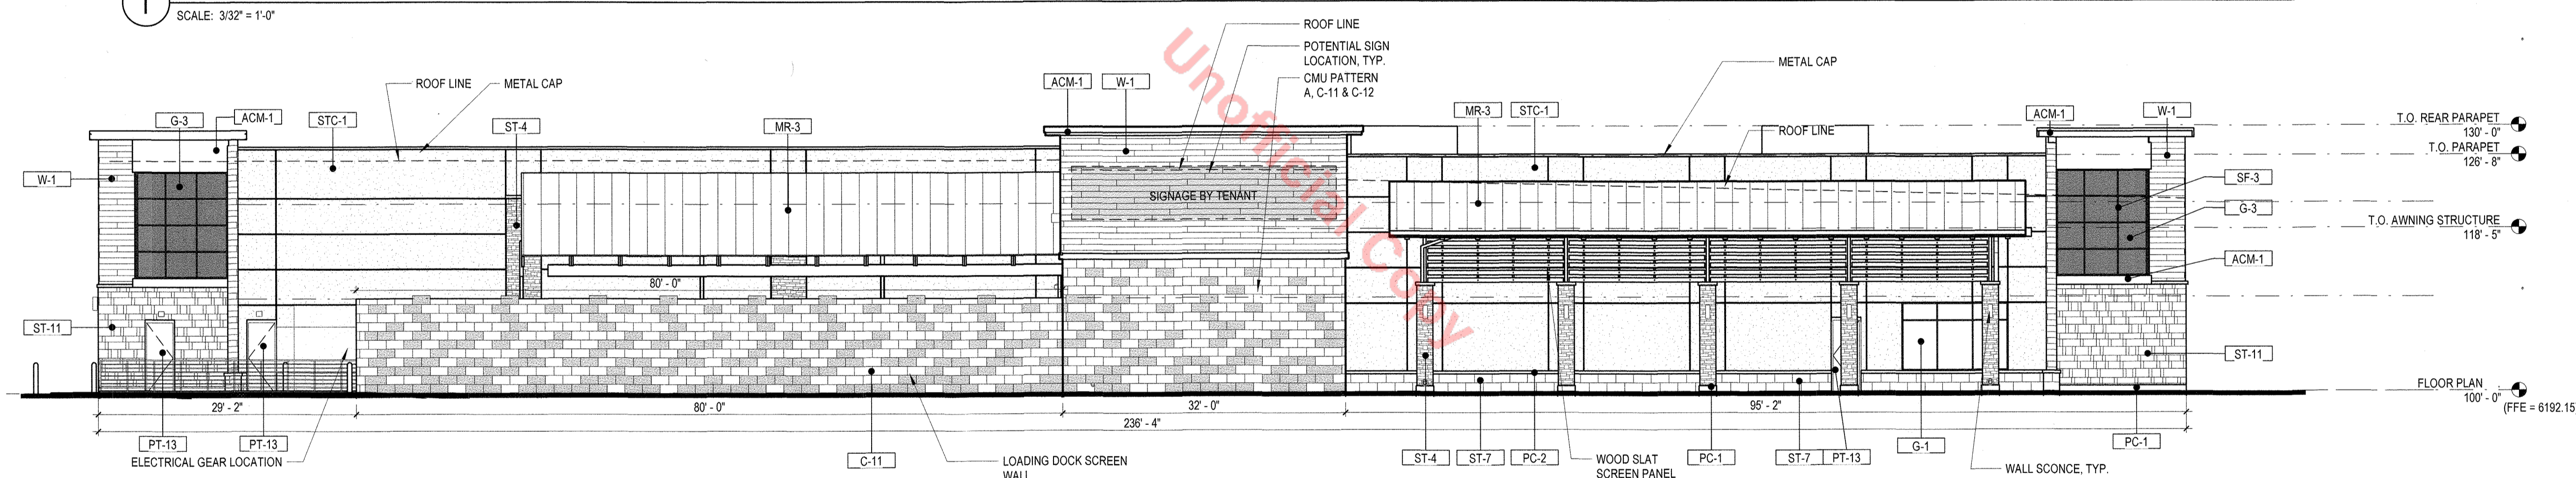 1
SCALE: 3/32" = 1'-0"
ROOF LINE
POTENTIAL SIGN
LOCATION, TYP.
CMU PATTERN
A, C-11 & C-12
ROOF LINE
METAL CAP
ACM-1
W-1
METAL CAP
G-3
ACM-1
STC-1
ST-4
MR-3
MR-3
STC-1
ROOF LINE
ACM-1
W-1
T.O. REAR PARAPET
130' - 0"
T.O. PARAPET
126' - 8"
W-1
SF-3
G-3
SIGNAGE BY TENANT
T.O. AWNING STRUCTURE
118' - 5"
ACM-1
80' - 0"
ST-11
ST-11
FLOOR PLAN
100' - 0"
(FFE = 6192.15
29' - 2"
80' - 0"
32' - 0"
95' - 2"
236' - 4"
PT-13
PT-13
ELECTRICAL GEAR LOCATION
C-11
LOADING DOCK SCREEN
WALL
ST-4
ST-7
PC-2
WOOD SLAT
SCREEN PANEL
PC-1
ST-7
PT-13
G-1
WALL SCONCE, TYP.
PC-1
Unofficial Copy